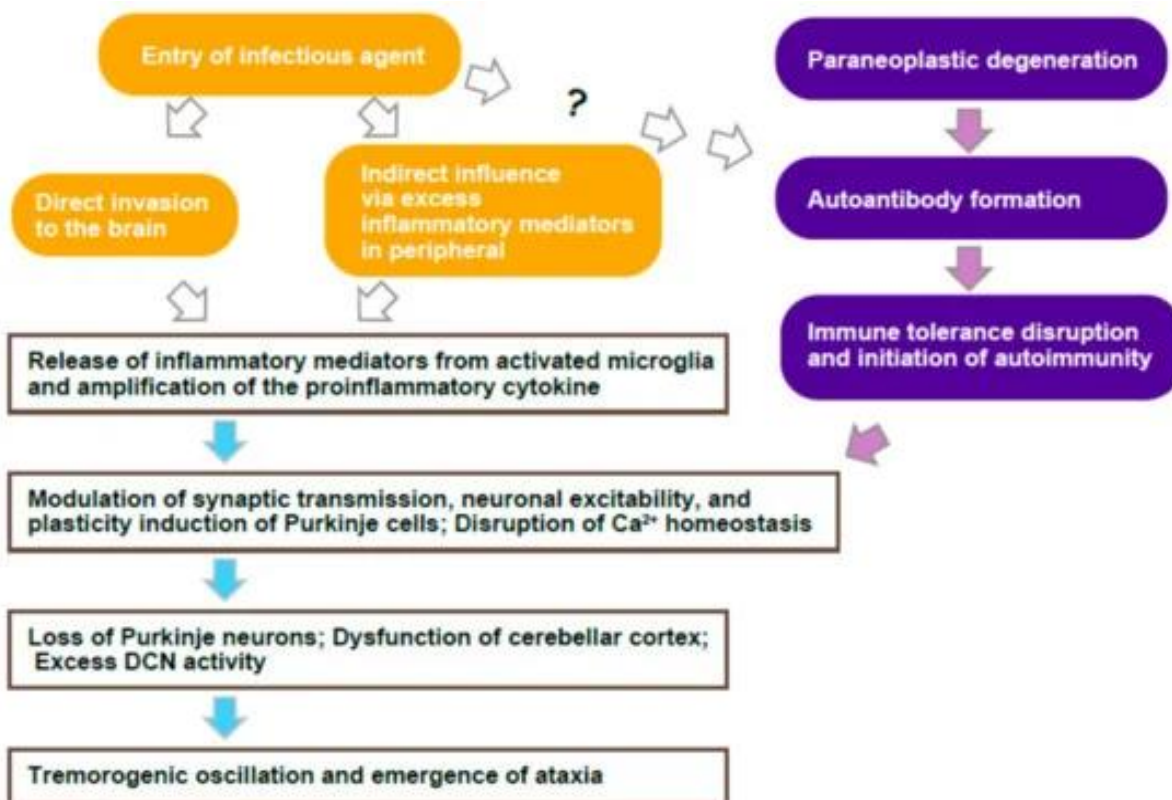 Entry of infectious agent
?
Paraneoplastic degeneration
Direct invasion
to the brain
Indirect influence
via excess
inflammatory mediators
in peripheral
Autoantibody formation
Immune tolerance disruption
and initiation of autoimmunity
Release of inflammatory mediators from activated microglia
and amplification of the proinflammatory cytokine
Modulation of synaptic transmission, neuronal excitability, and
plasticity induction of Purkinje cells; Disruption of Ca²⁺ homeostasis
Loss of Purkinje neurons; Dysfunction of cerebellar cortex;
Excess DCN activity
Tremorogenic oscillation and emergence of ataxia